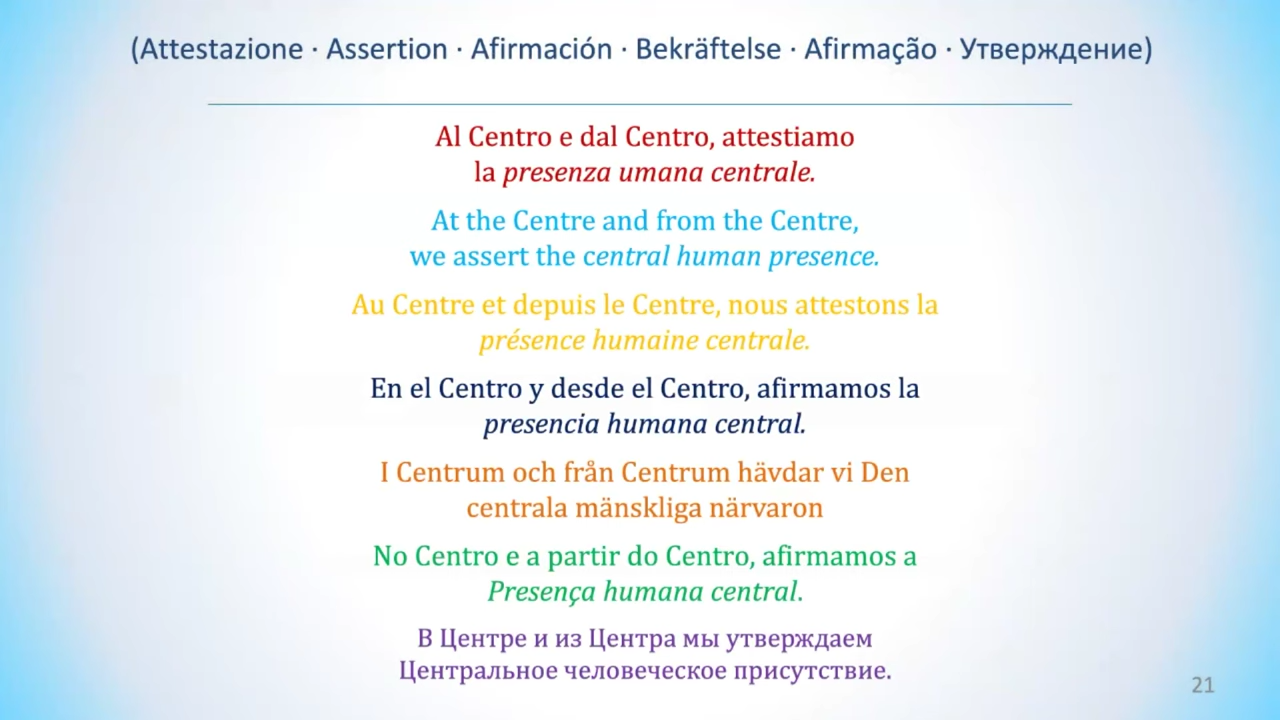 (Attestazione · Assertion · Afirmación · Bekräftelse · Afirmação · Утверждение)
Al Centro e dal Centro, attestiamo
la presenza umana centrale.
At the Centre and from the Centre,
we assert the central human presence.
Au Centre et depuis le Centre, nous attestons la
présence humaine centrale.
En el Centro y desde el Centro, afirmamos la
presencia humana central.
I Centrum och från Centrum hävdar vi Den
centrala mänskliga närvaron
No Centro e a partir do Centro, afirmamos a
Presença humana central.
В Центре и из Центра мы утверждаем
Центральное человеческое присутствие.
21